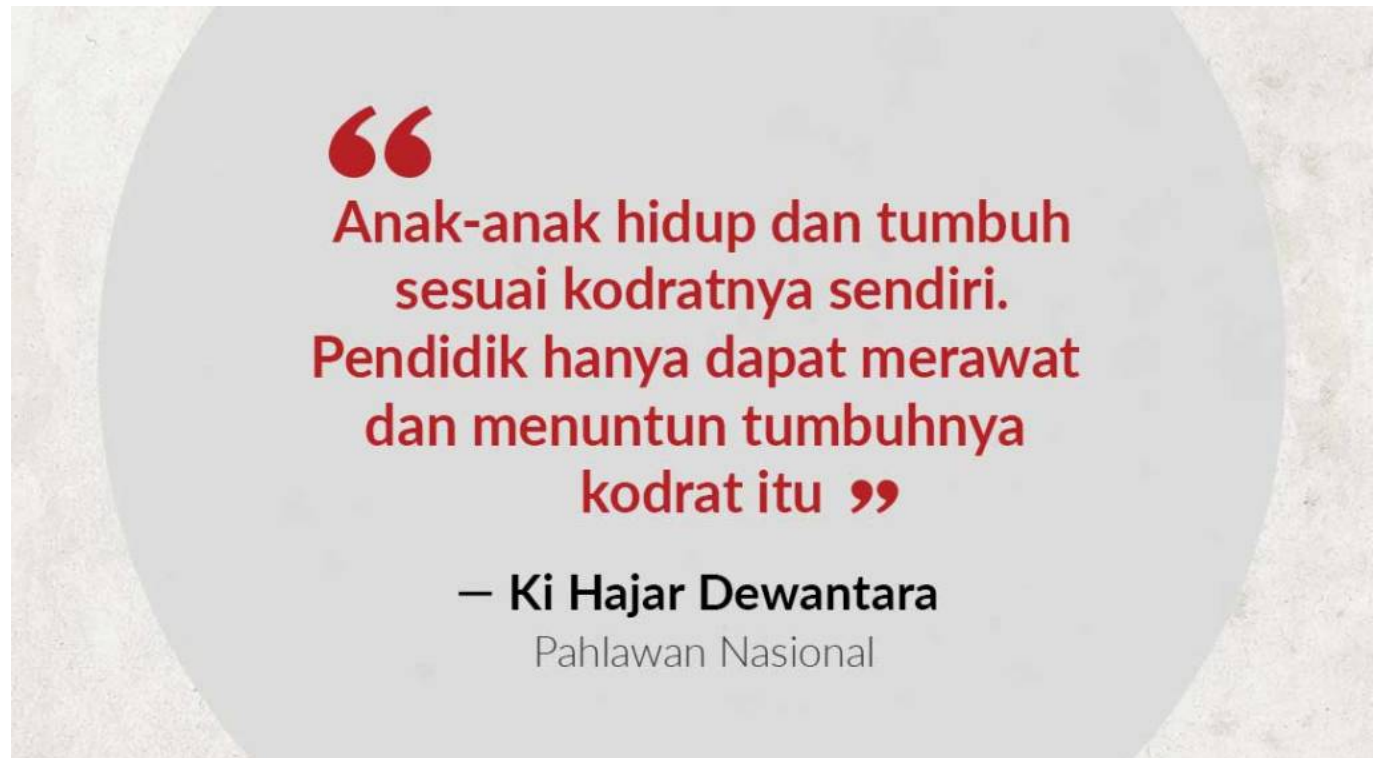 “
Anak-anak hidup dan tumbuh
sesuai kodratnya sendiri.
Pendidik hanya dapat merawat
dan menuntun tumbuhnya
kodrat itu ”
— Ki Hajar Dewantara
Pahlawan Nasional